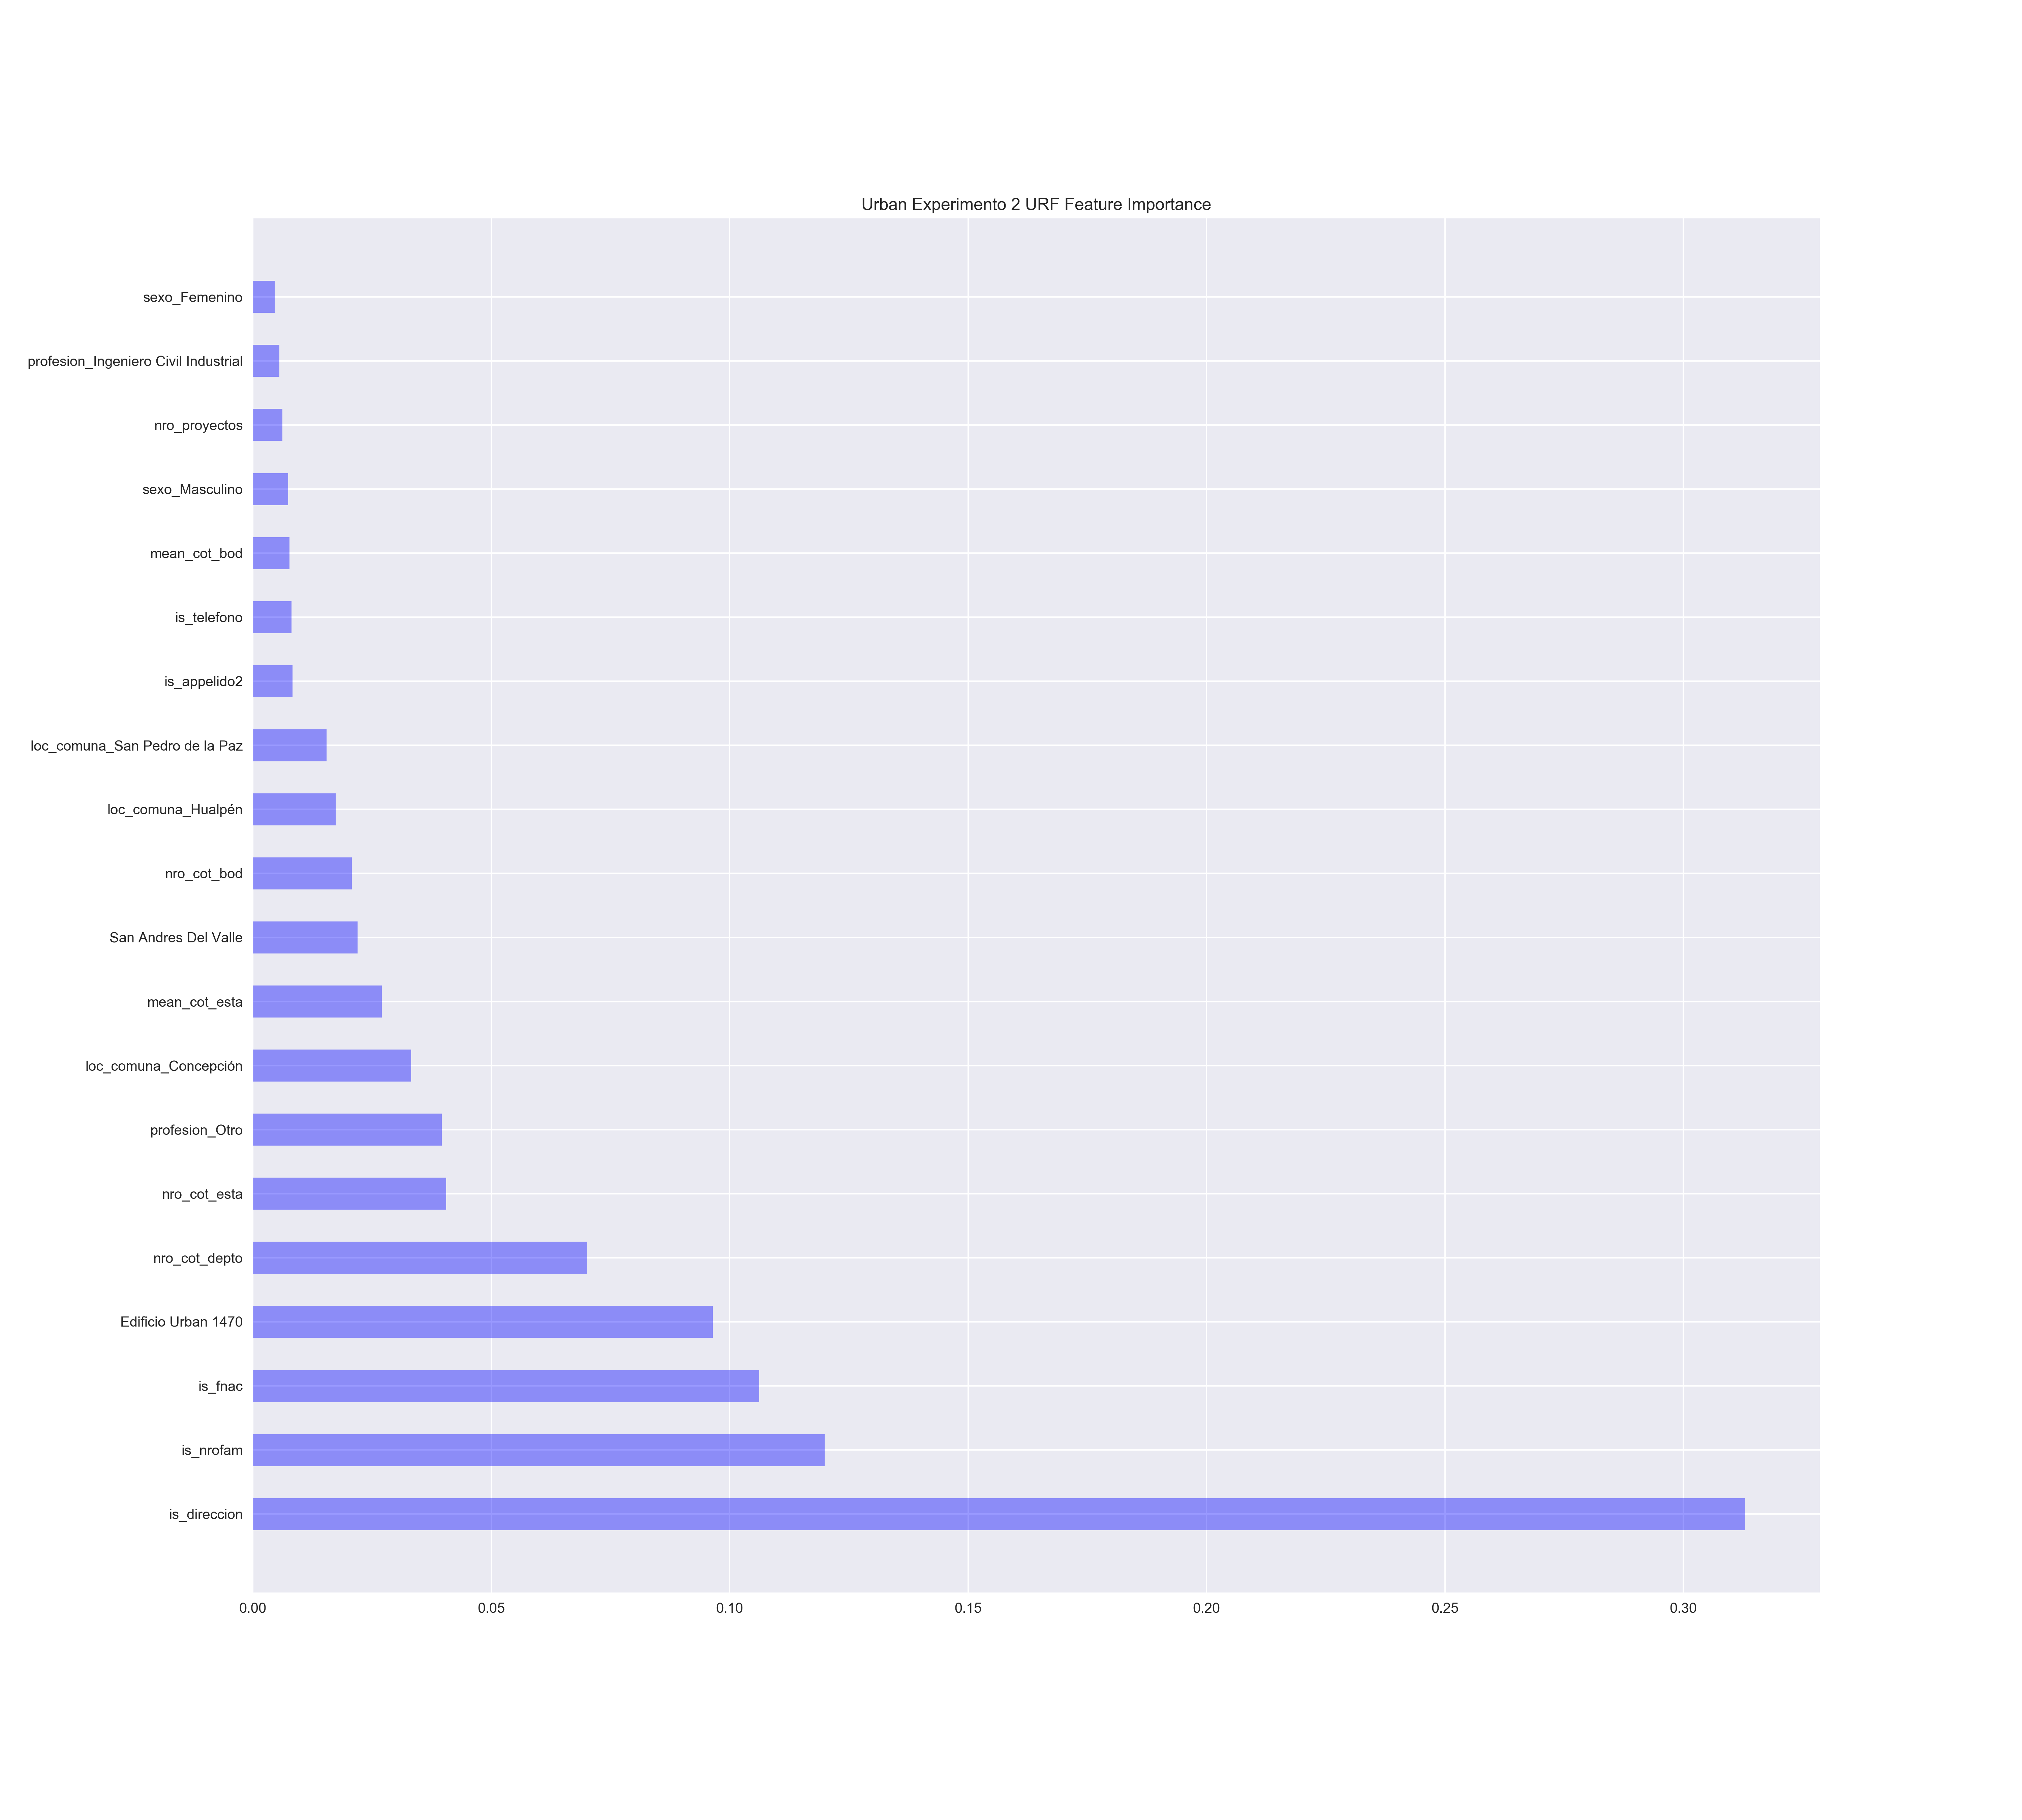 Urban Experimento 2 URF Feature Importance
sexo_Femenino
profesion_Ingeniero Civil Industrial
nro_proyectos
sexo_Masculino
mean_cot_bod
is_telefono
is_appelido2
loc_comuna_San Pedro de la Paz
loc_comuna_Hualpén
nro_cot_bod
San Andres Del Valle
mean_cot_esta
loc_comuna_Concepción
profesion_Otro
nro_cot_esta
nro_cot_depto
Edificio Urban 1470
is_fnac
is_nrofam
is_direccion
0.00 0.05 0.10 0.15 0.20 0.25 0.30